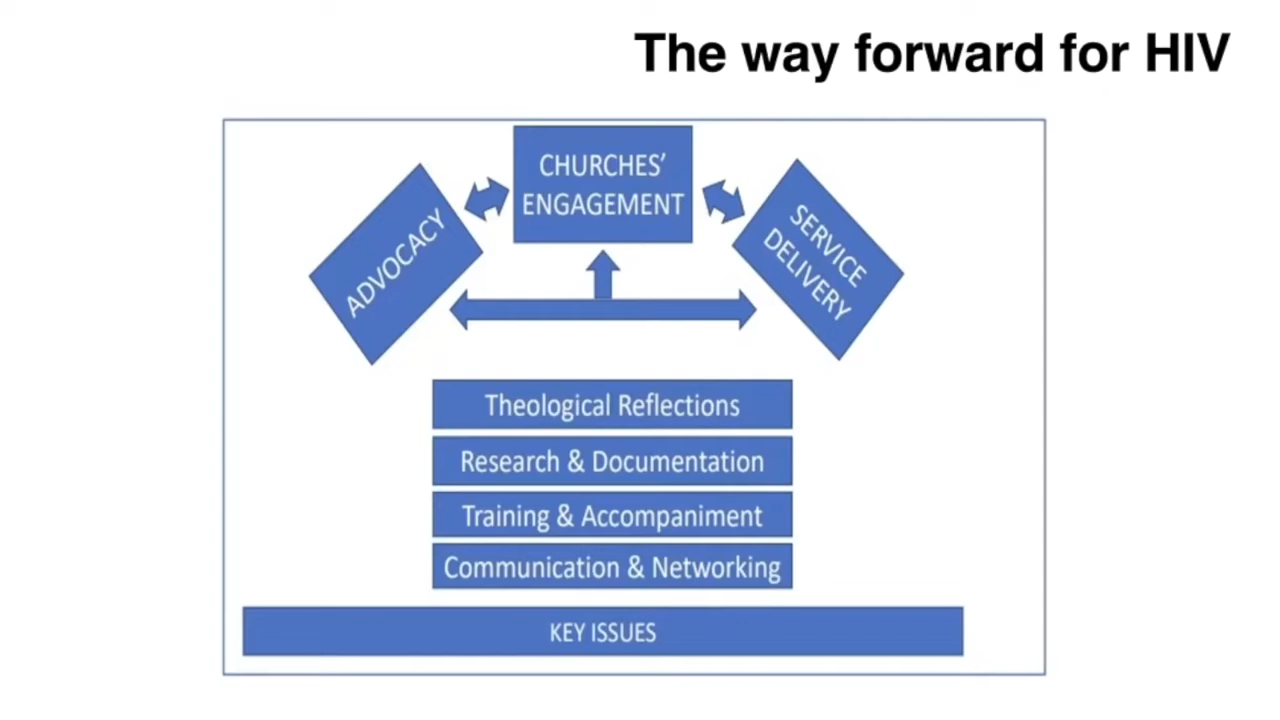 The way forward for HIV
CHURCHES’
ENGAGEMENT
ADVOCACY
SERVICE
DELIVERY
Theological Reflections
Research & Documentation
Training & Accompaniment
Communication & Networking
KEY ISSUES